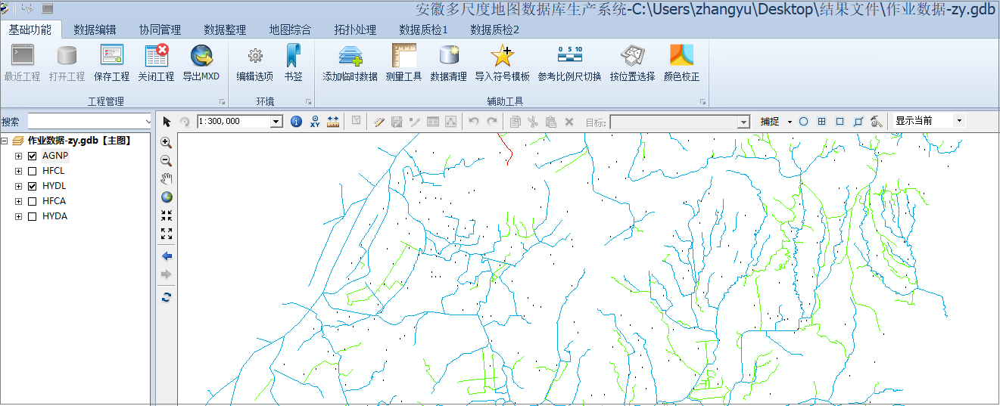 安徽多尺度地图数据库生产系统-C:\Users\zhangyu\Desktop\结果文件\作业数据-zy.gdb
基础功能 数据编辑 协同管理 数据整理 地图综合 拓扑处理 数据质检1 数据质检2
0 5 10
最近工程 打开工程 保存工程 关闭工程 导出MXD 编辑选项 书签 添加临时数据 测量工具 数据清理 导入符号模板 参考比例尺切换 按位置选择 颜色校正
工程管理 环境 辅助工具
搜索 1:300,000 XY 目标: 捕捉 显示当前
作业数据-zy.gdb【主图】
AGNP
HFCL
HYDL
HFCA
HYDA